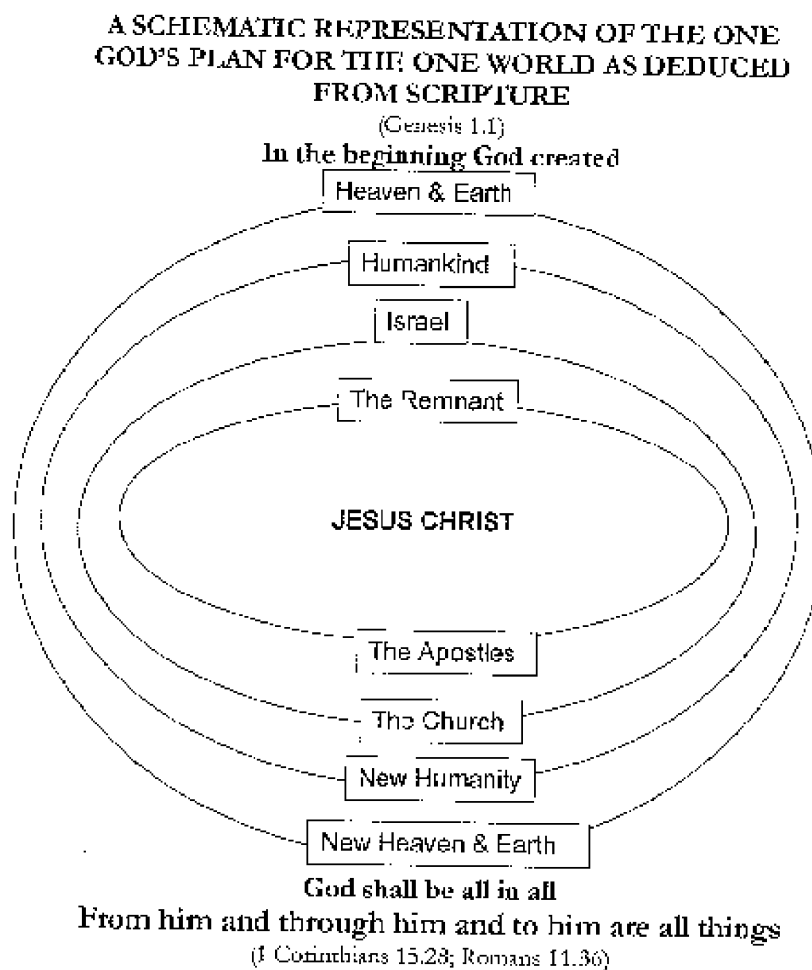 A SCHEMATIC REPRESENTATION OF THE ONE
GOD'S PLAN FOR THE ONE WORLD AS DEDUCED
FROM SCRIPTURE
(Genesis 1.1)
In the beginning God created
Heaven & Earth
Humankind
Israel
The Remnant
JESUS CHRIST
The Apostles
The Church
New Humanity
New Heaven & Earth
God shall be all in all
From him and through him and to him are all things
(1 Corinthians 15.28; Romans 11.36)